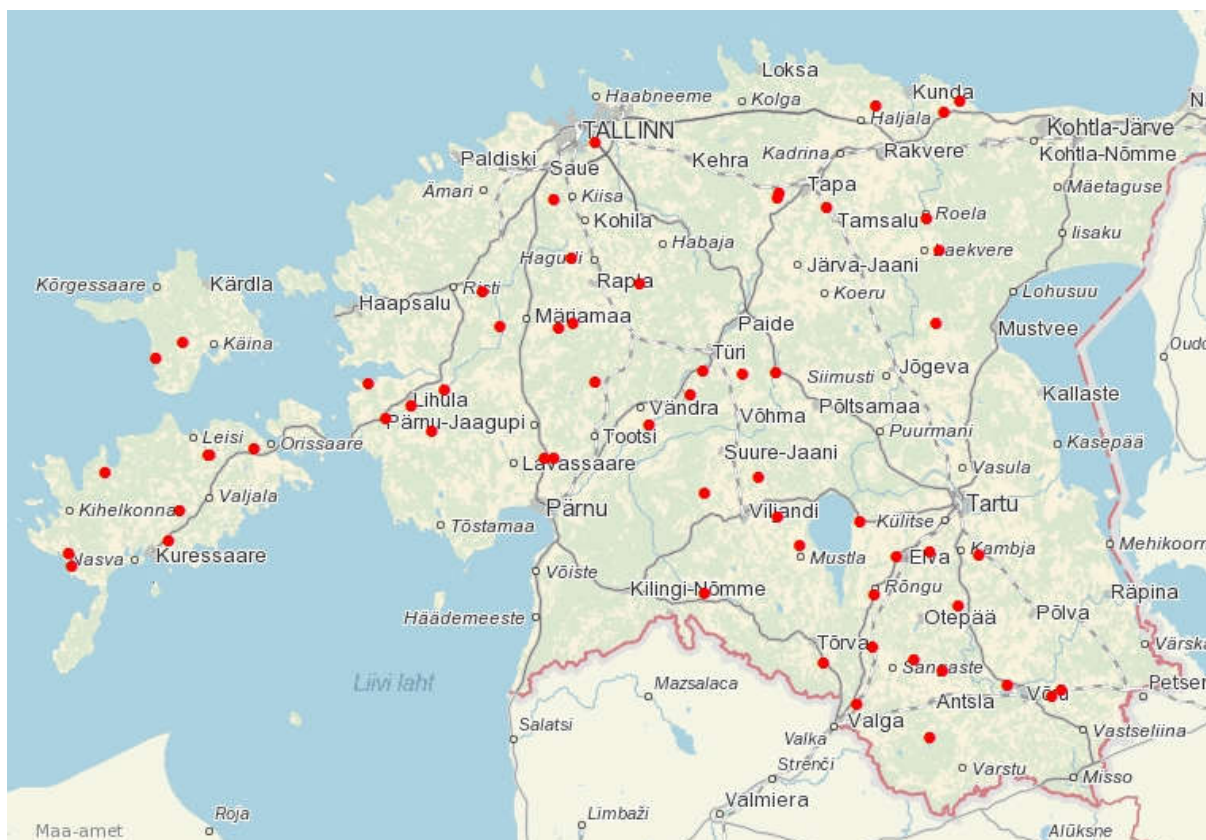 Loksa
Haabneeme
Kolga
Kunda
Haljala
TALLINN
Kohtla-Järve
Paldiski
Saue
Kehra
Kadrina
Rakvere
Kohtla-Nõmme
Ämari
Kiisa
Tapa
Mäetaguse
Kohila
Tamsalu
Roela
Habaja
Iisaku
Hagudi
Järva-Jaani
Laekvere
Kõrgessaare
Kärdla
Risti
Rapla
Koeru
Lohusuu
Haapsalu
Märjamaa
Paide
Mustvee
Käina
Türi
Siimusti
Jõgeva
Kallaste
Lihula
Vändra
Võhma
Põltsamaa
Pärnu-Jaagupi
Leisi
Orissaare
Tootsi
Puurmani
Kasepää
Lavassaare
Suure-Jaani
Vasula
Valjala
Kihelkonna
Pärnu
Viljandi
Tartu
Tõstamaa
Külitse
Nasva
Kuressaare
Mustla
Elva
Kambja
Mehikoorm
Võiste
Kilingi-Nõmme
Rõngu
Räpina
Häädemeeste
Otepää
Põlva
Tõrva
Värska
Sangaste
Liivi laht
Mazsalaca
Antsla
Võru
Petser
Salatsi
Valga
Valka
Vastseliina
Strenči
Varstu
Misso
Roja
Limbaži
Valmiera
Maa-amet
Alūksne